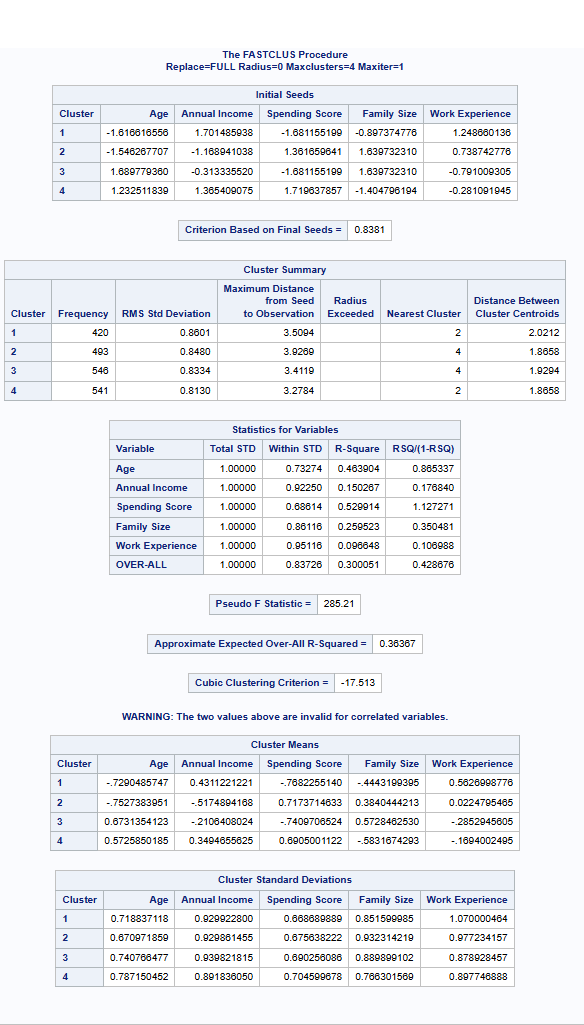 The FASTCLUS Procedure
Replace=FULL Radius=0 Maxclusters=4 Maxiter=1
Initial Seeds
Cluster Age Annual Income Spending Score Family Size Work Experience
1 -1.616616556 1.701485938 -1.681155199 -0.897374776 1.248660136
2 -1.546267707 -1.168941038 1.361659641 1.639732310 0.738742776
3 1.689779360 -0.313335520 -1.681155199 1.639732310 -0.791009305
4 1.232511839 1.365409075 1.719637857 -1.404796194 -0.281091945
Criterion Based on Final Seeds = 0.8381
Cluster Summary
Cluster Frequency RMS Std Deviation Maximum Distance from Seed to Observation Radius Exceeded Nearest Cluster Distance Between Cluster Centroids
1 420 0.8601 3.5094 2 2.0212
2 493 0.8480 3.9269 4 1.8658
3 546 0.8334 3.4119 4 1.9294
4 541 0.8130 3.2784 2 1.8658
Statistics for Variables
Variable Total STD Within STD R-Square RSQ/(1-RSQ)
Age 1.00000 0.73274 0.463904 0.865337
Annual Income 1.00000 0.92250 0.150267 0.176840
Spending Score 1.00000 0.68614 0.529914 1.127271
Family Size 1.00000 0.86116 0.259523 0.350481
Work Experience 1.00000 0.95116 0.096648 0.106988
OVER-ALL 1.00000 0.83726 0.300051 0.428676
Pseudo F Statistic = 285.21
Approximate Expected Over-All R-Squared = 0.36367
Cubic Clustering Criterion = -17.513
WARNING: The two values above are invalid for correlated variables.
Cluster Means
Cluster Age Annual Income Spending Score Family Size Work Experience
1 -.7290485747 0.4311221221 -.7682255140 -.4443199395 0.5626998776
2 -.7527383951 -.5174894168 0.7173714633 0.3840444213 0.0224795465
3 0.6731354123 -.2106408024 -.7409706524 0.5728462530 -.2852945605
4 0.5725850185 0.3494655625 0.6905001122 -.5831674293 -.1694002495
Cluster Standard Deviations
Cluster Age Annual Income Spending Score Family Size Work Experience
1 0.718837118 0.929922800 0.668689889 0.851599985 1.070000464
2 0.670971859 0.929861455 0.675638222 0.932314219 0.977234157
3 0.740766477 0.939821815 0.690256086 0.889899102 0.878928457
4 0.787150452 0.891836050 0.704599678 0.766301569 0.897746888